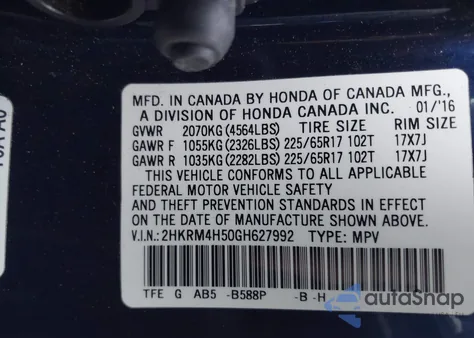 MFD. IN CANADA BY HONDA OF CANADA MFG.,
A DIVISION OF HONDA CANADA INC. 01/'16
GVWR 2070KG (4564LBS) TIRE SIZE RIM SIZE
GAWR F 1055KG (2326LBS) 225/65R17 102T 17X7J
GAWR R 1035KG (2282LBS) 225/65R17 102T 17X7J
THIS VEHICLE CONFORMS TO ALL APPLICABLE
FEDERAL MOTOR VEHICLE SAFETY
AND THEFT PREVENTION STANDARDS IN EFFECT ON
THE DATE OF MANUFACTURE SHOWN ABOVE.
V.I.N.: 2HKRM4H50GH627992 TYPE: MPV
TFE G AB5 -B588P -B -H
autoSnap